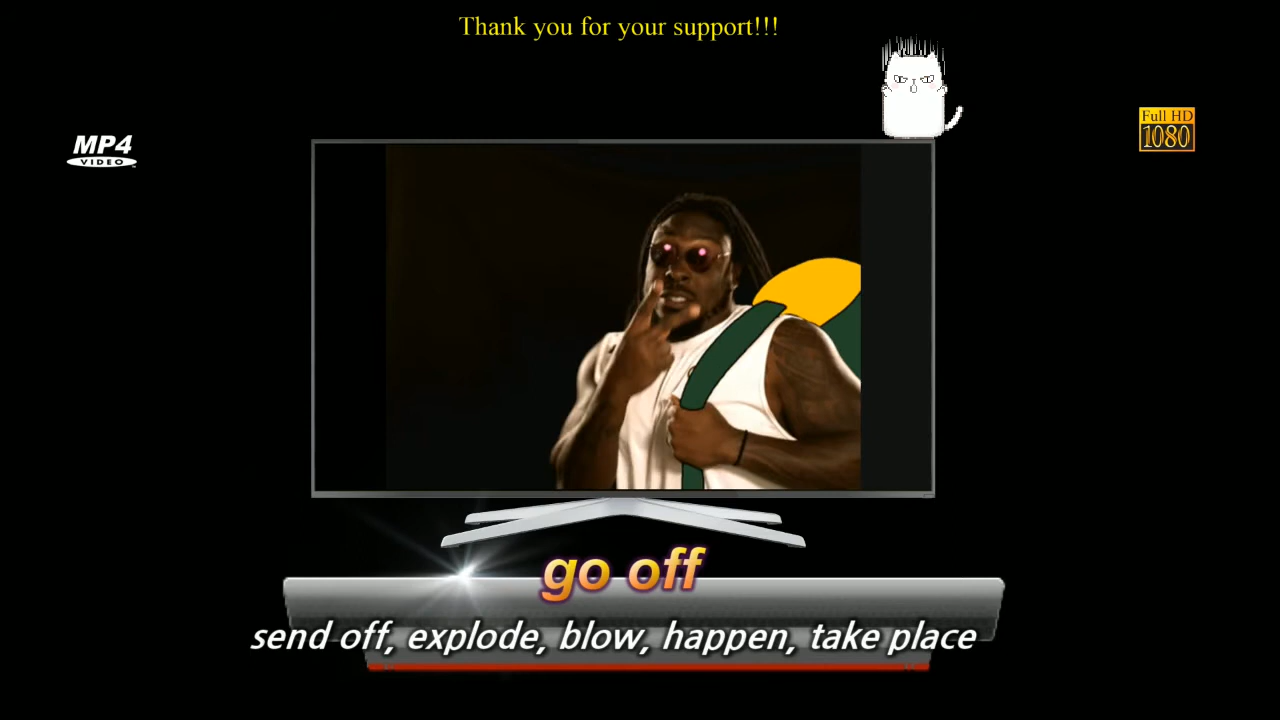 Thank you for your support!!!
MP4
VIDEO
Full HD
1080
go off
send off, explode, blow, happen, take place